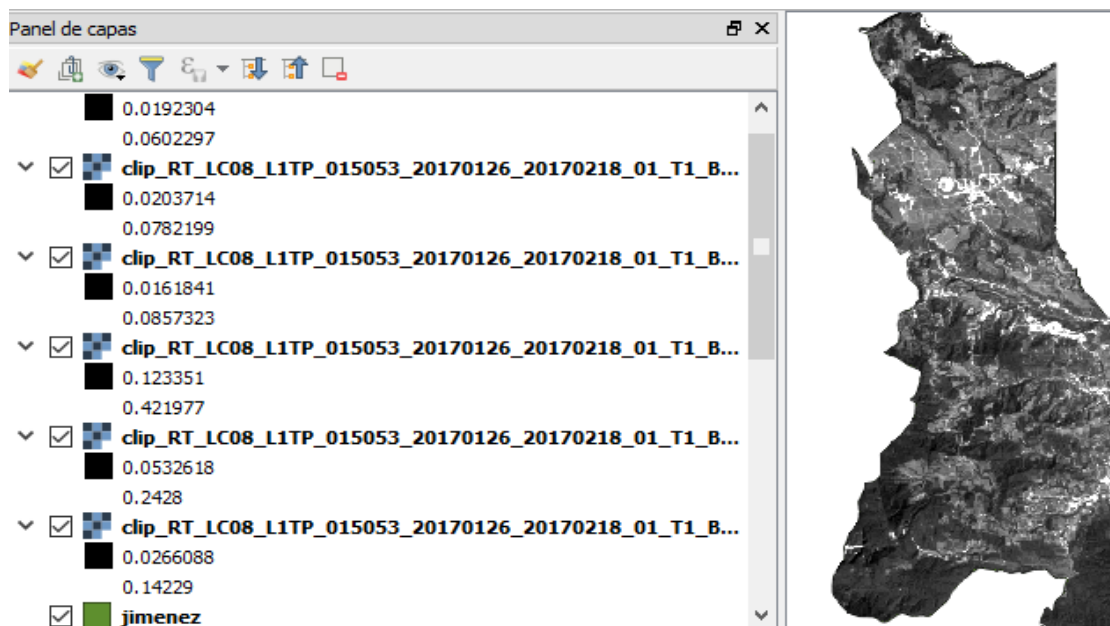 Panel de capas
0.0192304
0.0602297
clip_RT_LC08_L1TP_015053_20170126_20170218_01_T1_B...
0.0203714
0.0782199
clip_RT_LC08_L1TP_015053_20170126_20170218_01_T1_B...
0.0161841
0.0857323
clip_RT_LC08_L1TP_015053_20170126_20170218_01_T1_B...
0.123351
0.421977
clip_RT_LC08_L1TP_015053_20170126_20170218_01_T1_B...
0.0532618
0.2428
clip_RT_LC08_L1TP_015053_20170126_20170218_01_T1_B...
0.0266088
0.14229
jimenez